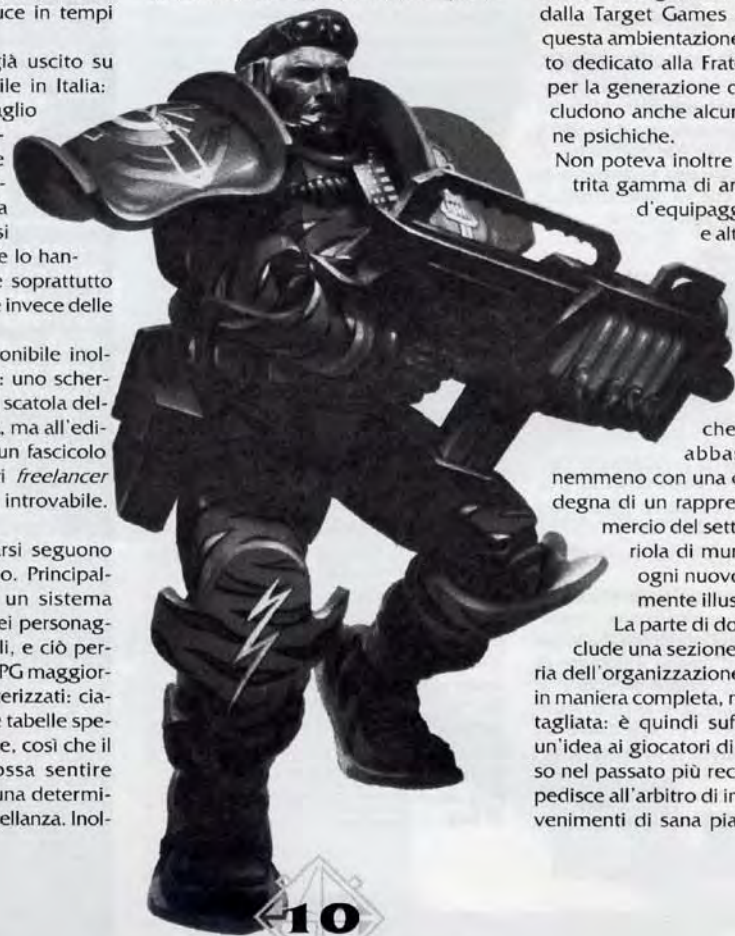 uce in tempi
già uscito su
ile in Italia:
aglio
-
e
-
a
si
e lo han-
e soprattutto
e invece delle
onibile inol-
: uno scher-
scatola del-
, ma all'edi-
un fascicolo
ri freelancer
introvabile.
arsi seguono
o. Principal-
un sistema
ei personag-
li, e ciò per-
PG maggior-
erizzati: cia-
e tabelle spe-
e, così che il
ossa sentire
una determi-
ellanza. Inol-
dalla Target Games
questa ambientazione
to dedicato alla Frat
per la generazione d
cludono anche alcun
ne psichiche.
Non poteva inoltre
trita gamma di ar
d'equipagg
e alt
che
abba
nemmeno con una
degna di un rappre
mercio del sett
riola di mur
ogni nuovo
mente illus
La parte di do
clude una sezione
ria dell'organizzazione
in maniera completa, r
tagliata: è quindi suf
un'idea ai giocatori di
so nel passato più rec
pedisce all'arbitro di in
venimenti di sana pia
10